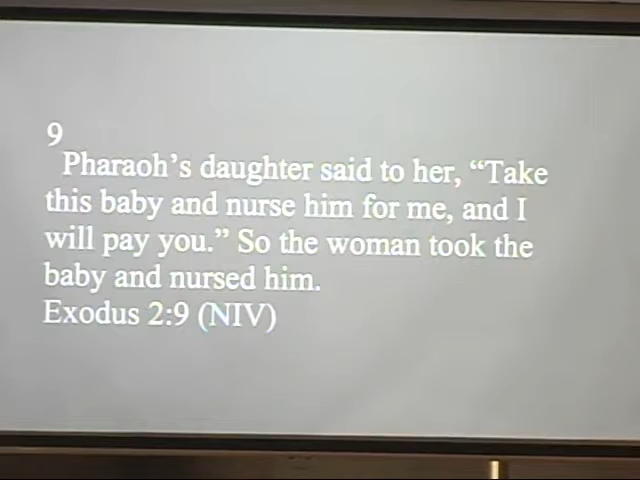 9
Pharaoh’s daughter said to her, “Take
this baby and nurse him for me, and I
will pay you.” So the woman took the
baby and nursed him.
Exodus 2:9 (NIV)